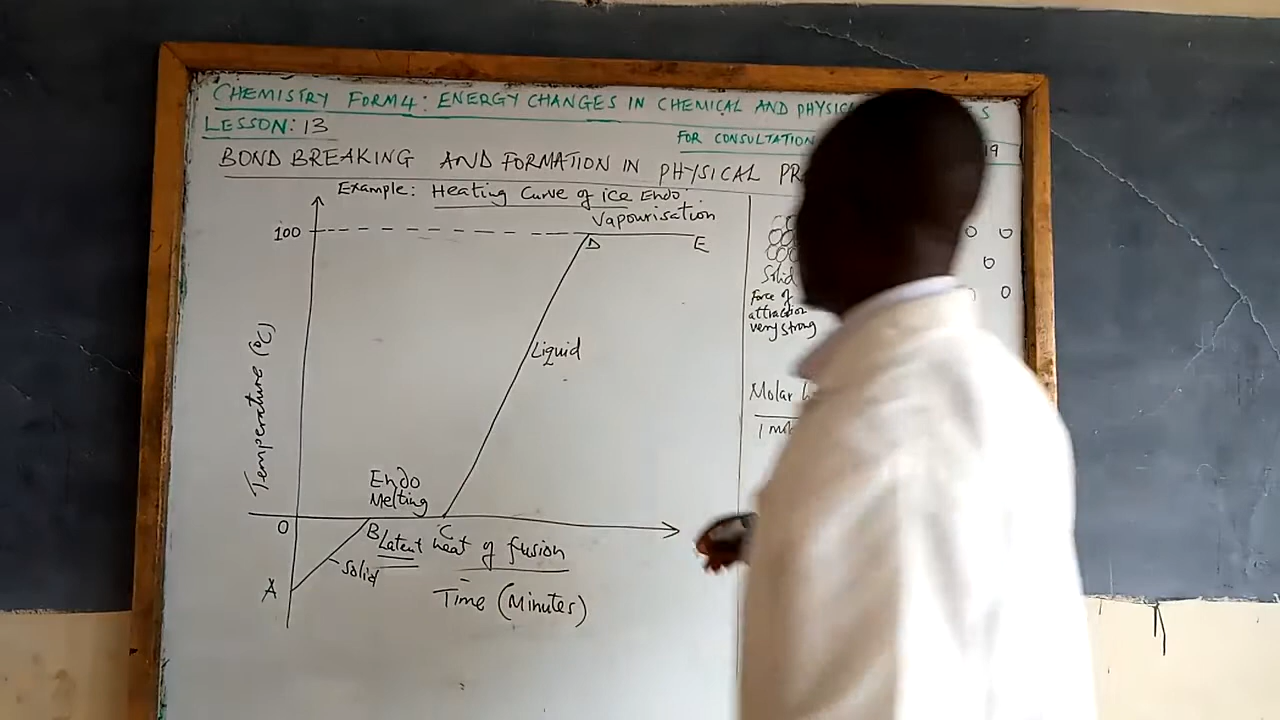 CHEMISTRY FORM 4: ENERGY CHANGES IN CHEMICAL AND
LESSON: 13
FOR CONSULTATION
19
BOND BREAKING AND FORMATION IN PHYSICAL
Example: Heating Curve of ice Endo:
Vapourisation
100
D
E
Temperature (°C)
Liquid
Endo
Melting
0
B
C
Latent heat of fusion
Solid
A
Time (Minutes)
Solid
Force of
attraction
very strong
Molar
1